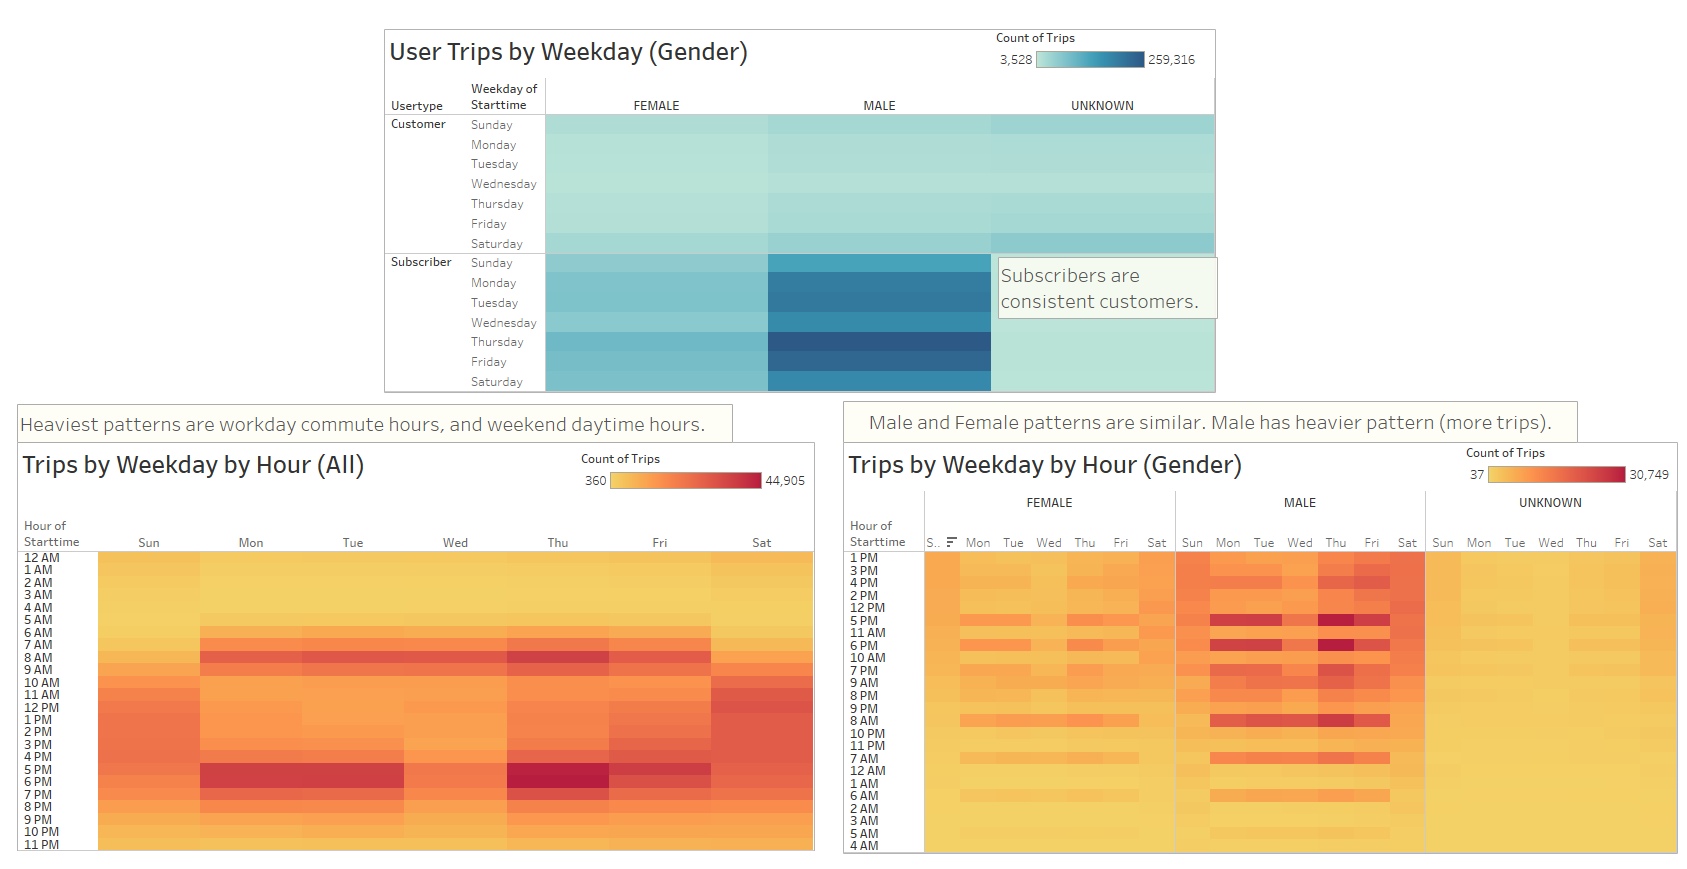 User Trips by Weekday (Gender)
Count of Trips
3,528 259,316
Usertype Weekday of Starttime FEMALE MALE UNKNOWN
Customer Sunday
Monday
Tuesday
Wednesday
Thursday
Friday
Saturday
Subscriber Sunday
Monday
Tuesday
Wednesday
Thursday
Friday
Saturday
Subscribers are
consistent customers.
Heaviest patterns are workday commute hours, and weekend daytime hours.
Trips by Weekday by Hour (All)
Count of Trips
360 44,905
Hour of
Starttime Sun Mon Tue Wed Thu Fri Sat
12 AM
1 AM
2 AM
3 AM
4 AM
5 AM
6 AM
7 AM
8 AM
9 AM
10 AM
11 AM
12 PM
1 PM
2 PM
3 PM
4 PM
5 PM
6 PM
7 PM
8 PM
9 PM
10 PM
11 PM
Male and Female patterns are similar. Male has heavier pattern (more trips).
Trips by Weekday by Hour (Gender)
Count of Trips
37 30,749
FEMALE MALE UNKNOWN
Hour of
Starttime S.. Mon Tue Wed Thu Fri Sat Sun Mon Tue Wed Thu Fri Sat Sun Mon Tue Wed Thu Fri Sat
1 PM
3 PM
4 PM
2 PM
12 PM
5 PM
11 AM
6 PM
10 AM
7 PM
9 AM
8 PM
9 PM
8 AM
10 PM
11 PM
7 AM
12 AM
1 AM
6 AM
2 AM
3 AM
5 AM
4 AM